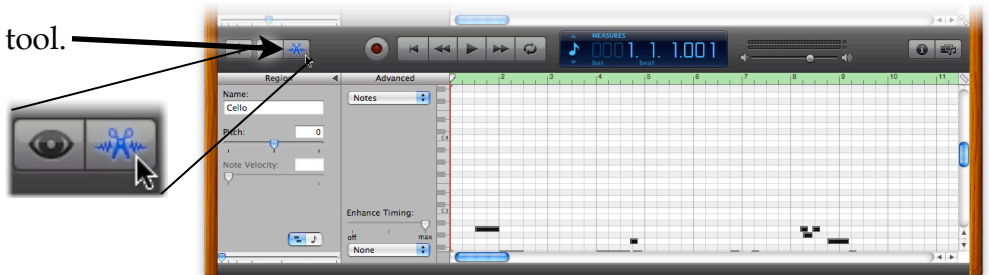 tool.
MEASURES
0001. 1. 1.001
bar beat
Region Advanced
2 3 4 5 6 7 8 9 10 11
Name:
Cello
Notes
Pitch: 0
C4
Note Velocity:
C3
Enhance Timing:
off max
None